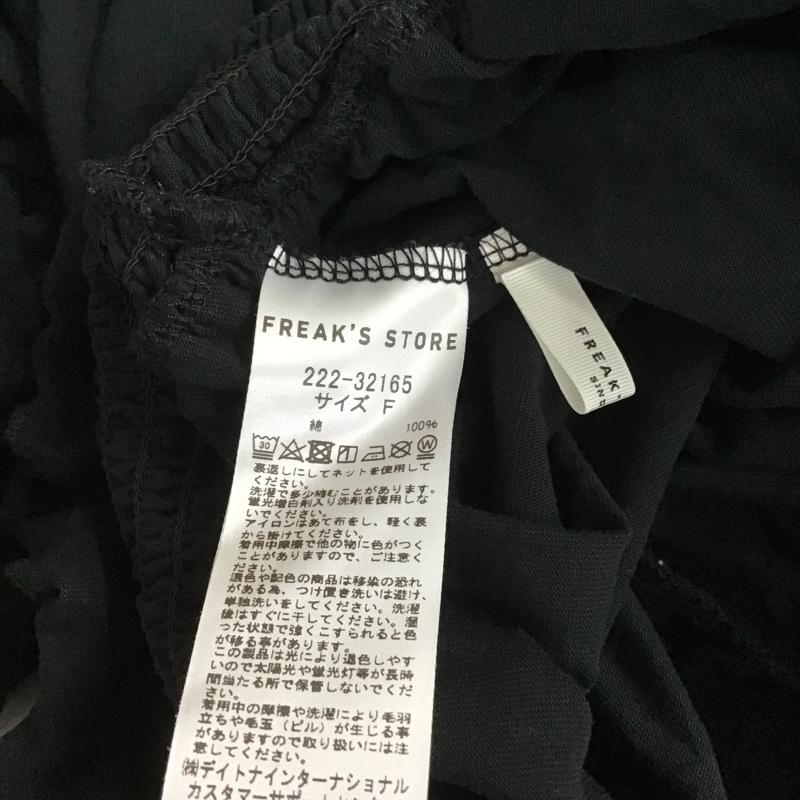 FREAK'S STORE
222-32165
サイズ F
綿 100%
30
W
裏返しにしてネットを使用して
ください。
洗濯で多少縮むことがあります。
蛍光増白剤入り洗剤を使用しな
いでください。
アイロンはあて布をし、軽く裏
から掛けてください。
着用中摩擦で他の物に色がつく
ことがありますので、ご注意く
ださい。
濃色や配色の商品は移染の恐れ
がある為、つけ置き洗いは避け、
単独洗いをしてください。洗濯
後はすぐに干してください。湿
った状態で強くこすられると色
が移る事があります。
この製品は光により退色しやす
いので太陽光や蛍光灯等が長時
間当たる所で保管しないでくだ
さい。
着用中の摩擦や洗濯により毛羽
立ちや毛玉（ピル）が生じる事
がありますので取り扱いには注
意してください。
㈱デイトナインターナショナル
カスタマーサポート
FREAK'
SINC